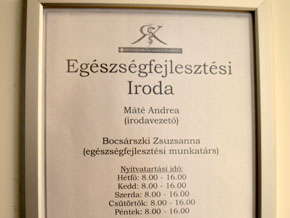 Egészségfejlesztési
Iroda
Máté Andrea
(irodavezető)
Bocsárszki Zsuzsanna
(egészségfejlesztési munkatárs)
Nyitvatartási idő:
Hétfő: 8.00 - 16.00
Kedd: 8.00 - 16.00
Szerda: 8.00 - 16.00
Csütörtök: 8.00 - 16.00
Péntek: 8.00 - 16.00